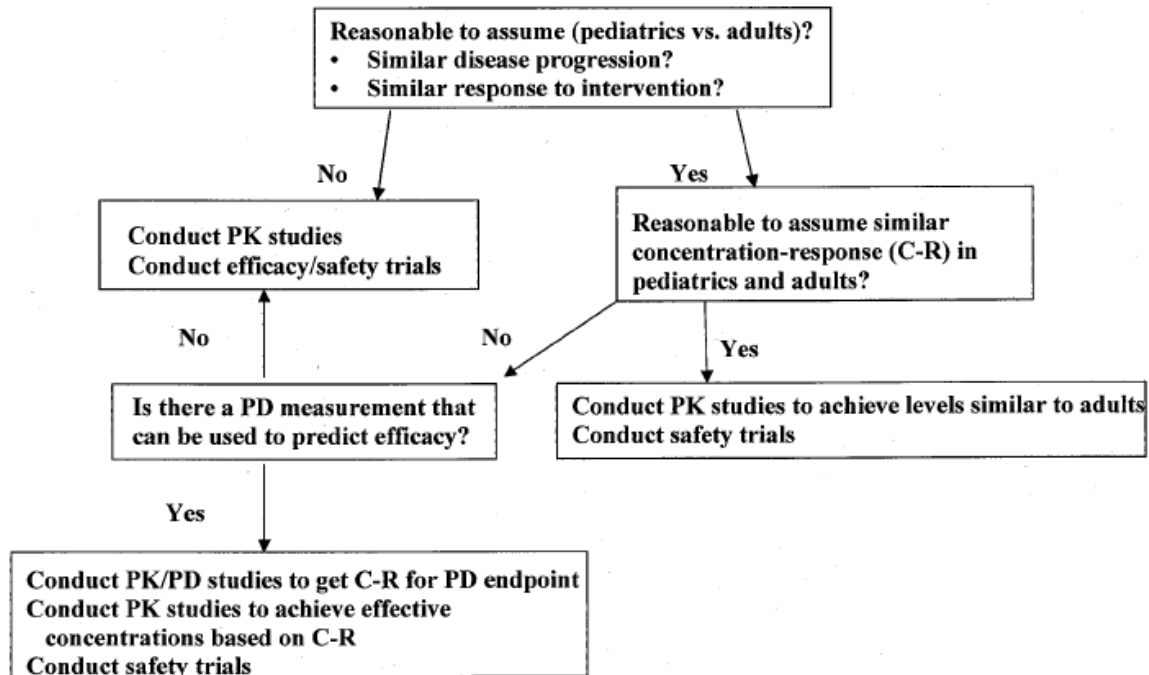 Reasonable to assume (pediatrics vs. adults)?
• Similar disease progression?
• Similar response to intervention?
No
Yes
Conduct PK studies
Conduct efficacy/safety trials
Reasonable to assume similar
concentration-response (C-R) in
pediatrics and adults?
No
No
Yes
Is there a PD measurement that
can be used to predict efficacy?
Conduct PK studies to achieve levels similar to adults
Conduct safety trials
Yes
Conduct PK/PD studies to get C-R for PD endpoint
Conduct PK studies to achieve effective
concentrations based on C-R
Conduct safety trials